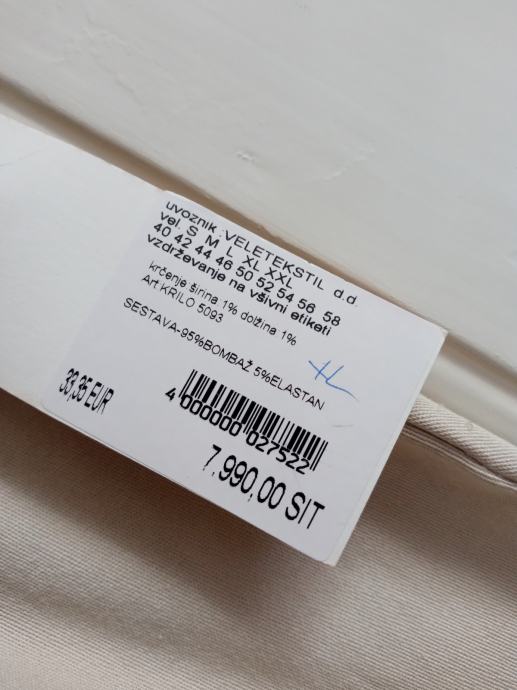 uvoznik :VELETEKSTIL d.d.
vel. S M L XL XXL
40 42 44 46 50 52 54 56 58
vzdrževanje na všivni etiketi
krčenje širina 1% dolžina 1%
Art KRILO 5093
SESTAVA-95%BOMBAŽ 5%ELASTAN
XL
33,35 EUR
4 000000 027522
7.990,00 SIT